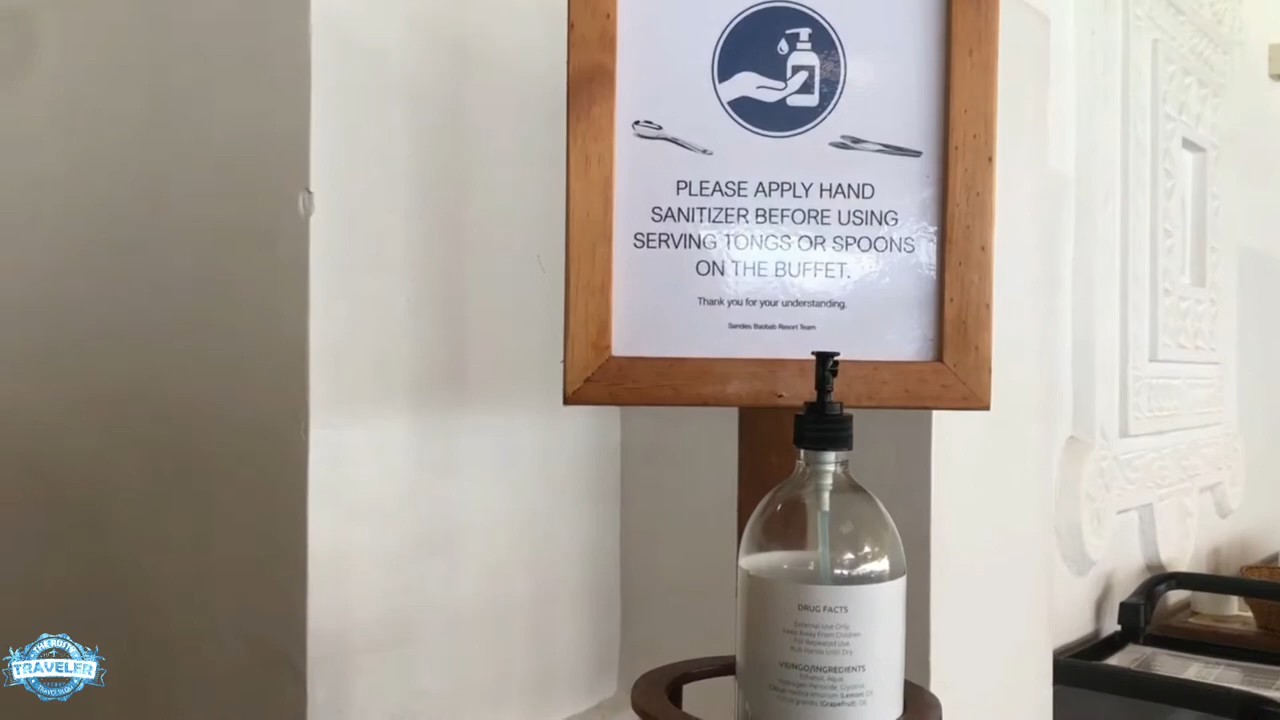 PLEASE APPLY HAND
SANITIZER BEFORE USING
SERVING TONGS OR SPOONS
ON THE BUFFET.
Thank you for your understanding.
Sandies Baobab Resort Team
DRUG FACTS
External Use Only
Keep Away From Children
For Repeated Use
Rub Hands Until Dry
VIUNGO/INGREDIENTS
Ethanol, Aqua,
Hydrogen Peroxide, Glycerol,
(Lemon) Oil
(Grapefruit) Oil
TRAVELER